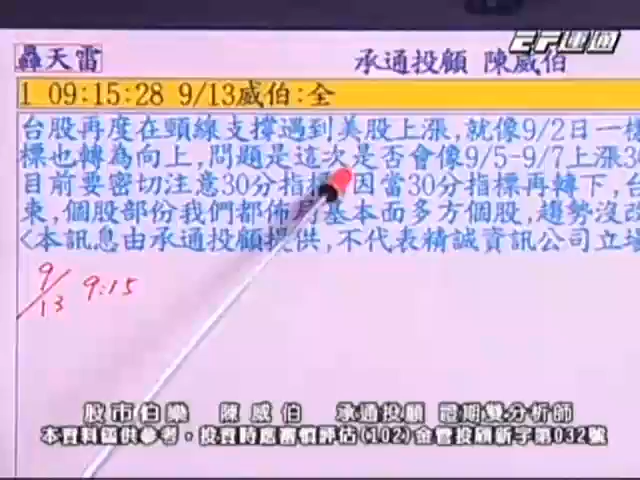 EF建通
轟天雷
承通投顧 陳威伯
1 09:15:28 9/13威伯:全
台股再度在頸線支撐遇到美股上漲,就像9/2日一樣
標也轉為向上,問題是這次是否會像9/5-9/7上漲3
目前要密切注意30分指標 因當30分指標再轉下,台
東,個股部份我們都佈局基本面多方個股,趨勢沒改
<本訊息由承通投顧提供,不代表精誠資訊公司立場
9/13 9:15
股市伯樂 陳威伯 承通投顧 證期雙分析師
本資料僅供參考,投資時應審慎評估(102)金管投顧新字第032號